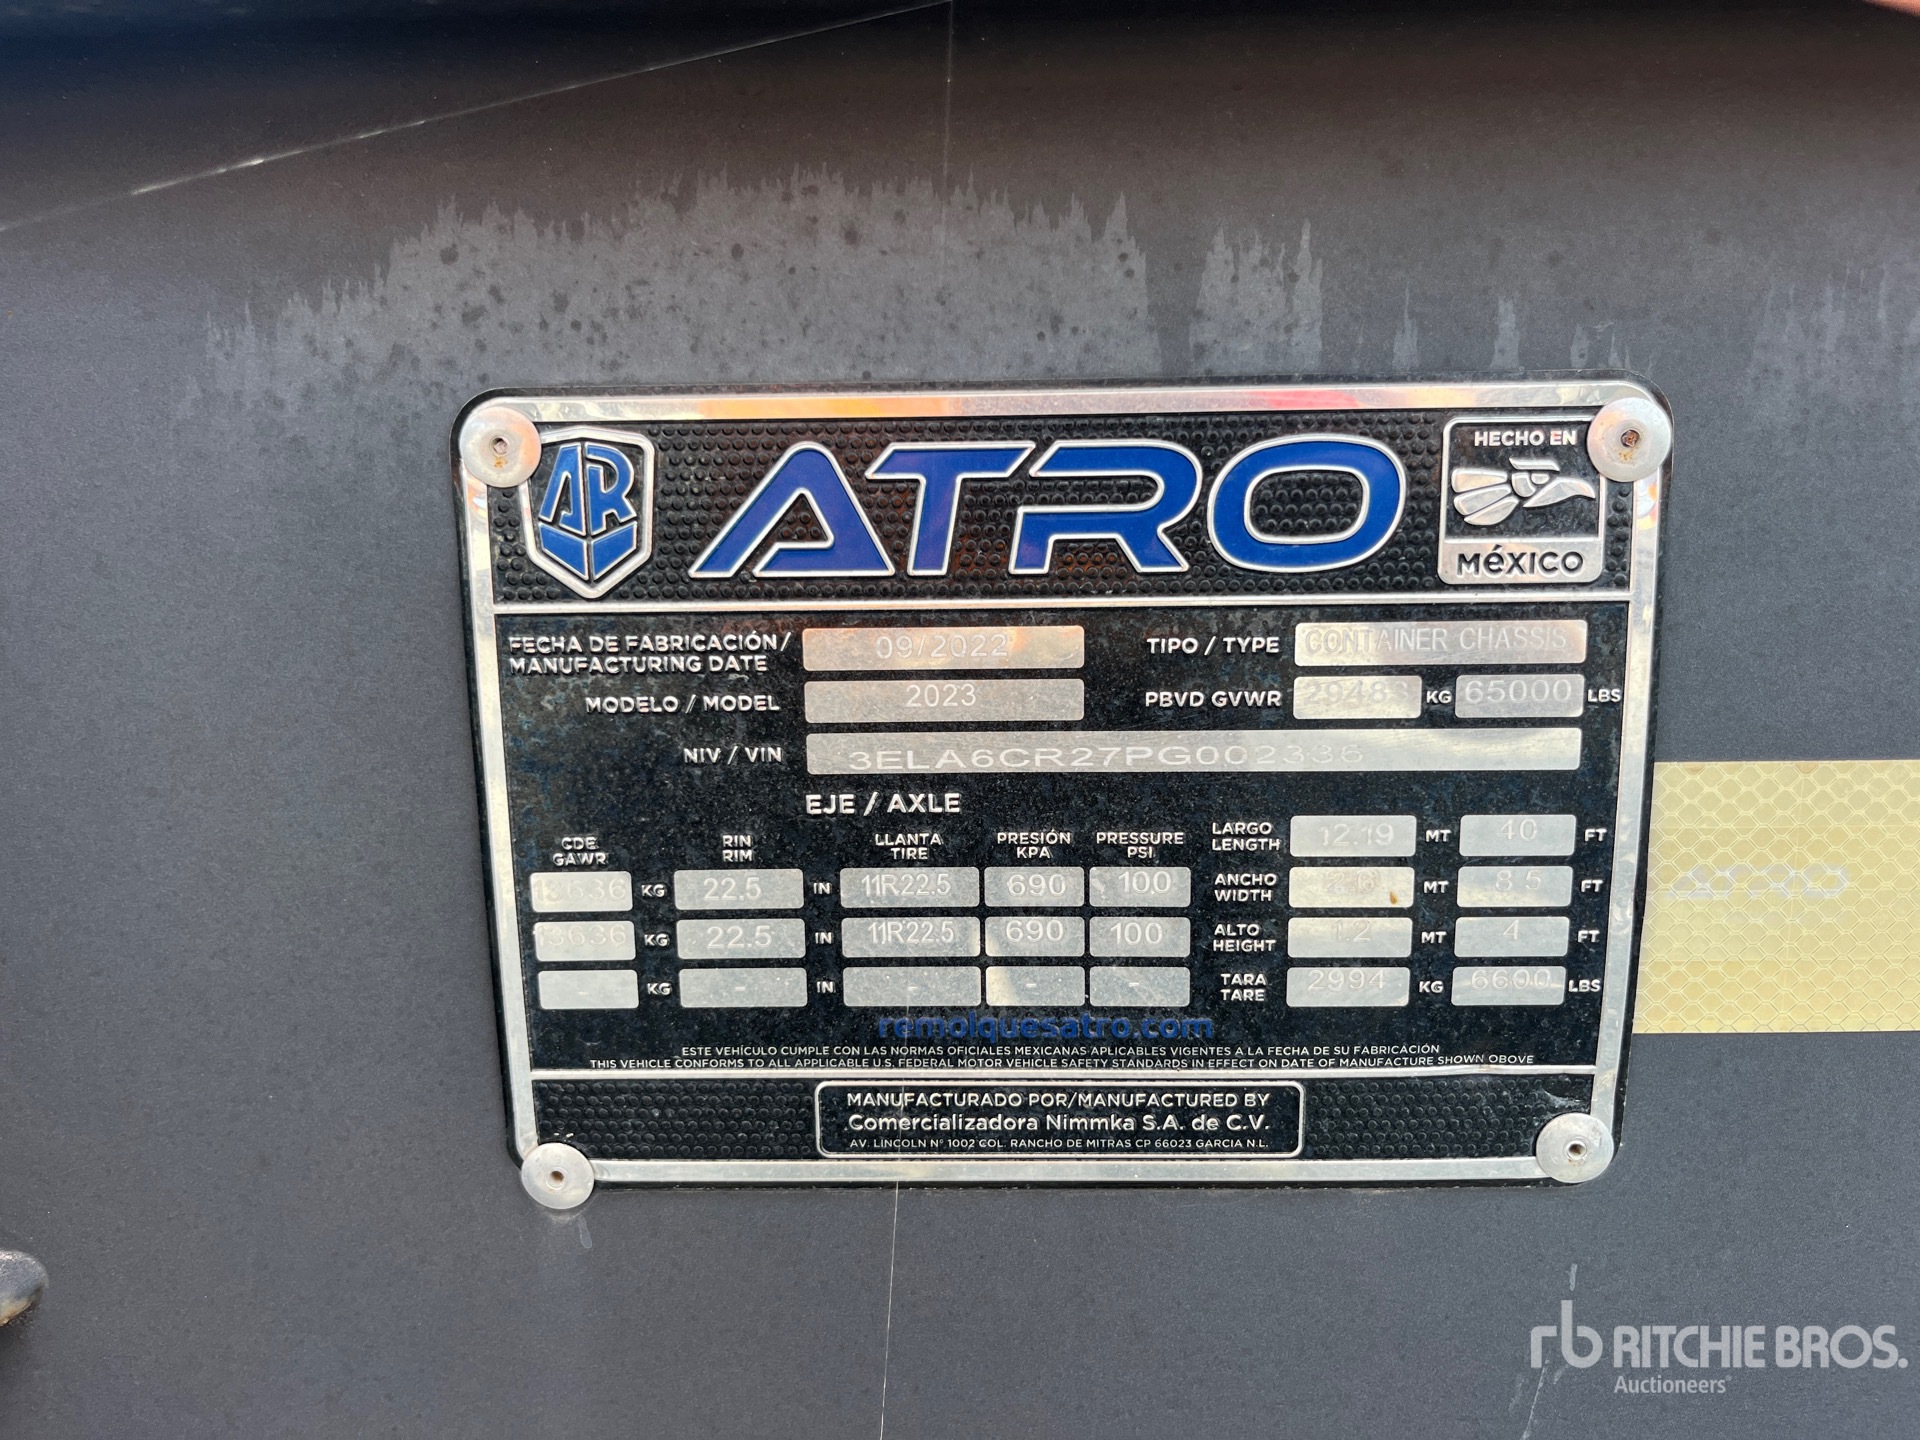 ATRO
HECHO EN
MéXICO
FECHA DE FABRICACIÓN/
MANUFACTURING DATE
09/2022
TIPO / TYPE CONTAINER CHASSIS
MODELO / MODEL 2023
PBVD GVWR 29483 KG 65000 LBS
NIV / VIN 3ELA6CR27PG002336
EJE / AXLE
CDE
GAWR
RIN
RIM
LLANTA
TIRE
PRESIÓN
KPA
PRESSURE
PSI
13636 KG 22.5 IN 11R22.5 690 100
13636 KG 22.5 IN 11R22.5 690 100
- KG - IN - - -
LARGO
LENGTH
12.19 MT 40 FT
ANCHO
WIDTH
MT 8.5 FT
ALTO
HEIGHT
1.2 MT 4 FT
TARA
TARE
2994 KG 6600 LBS
remolquesatro.com
ESTE VEHÍCULO CUMPLE CON LAS NORMAS OFICIALES MEXICANAS APLICABLES VIGENTES A LA FECHA DE SU FABRICACIÓN
THIS VEHICLE CONFORMS TO ALL APPLICABLE U.S. FEDERAL MOTOR VEHICLE SAFETY STANDARDS IN EFFECT ON DATE OF MANUFACTURE SHOWN OBOVE
MANUFACTURADO POR/MANUFACTURED BY
Comercializadora Nimmka S.A. de C.V.
AV. LINCOLN Nº 1002 COL. RANCHO DE MITRAS CP 66023 GARCIA N.L.
ATRO
rb RITCHIE BROS.
Auctioneers